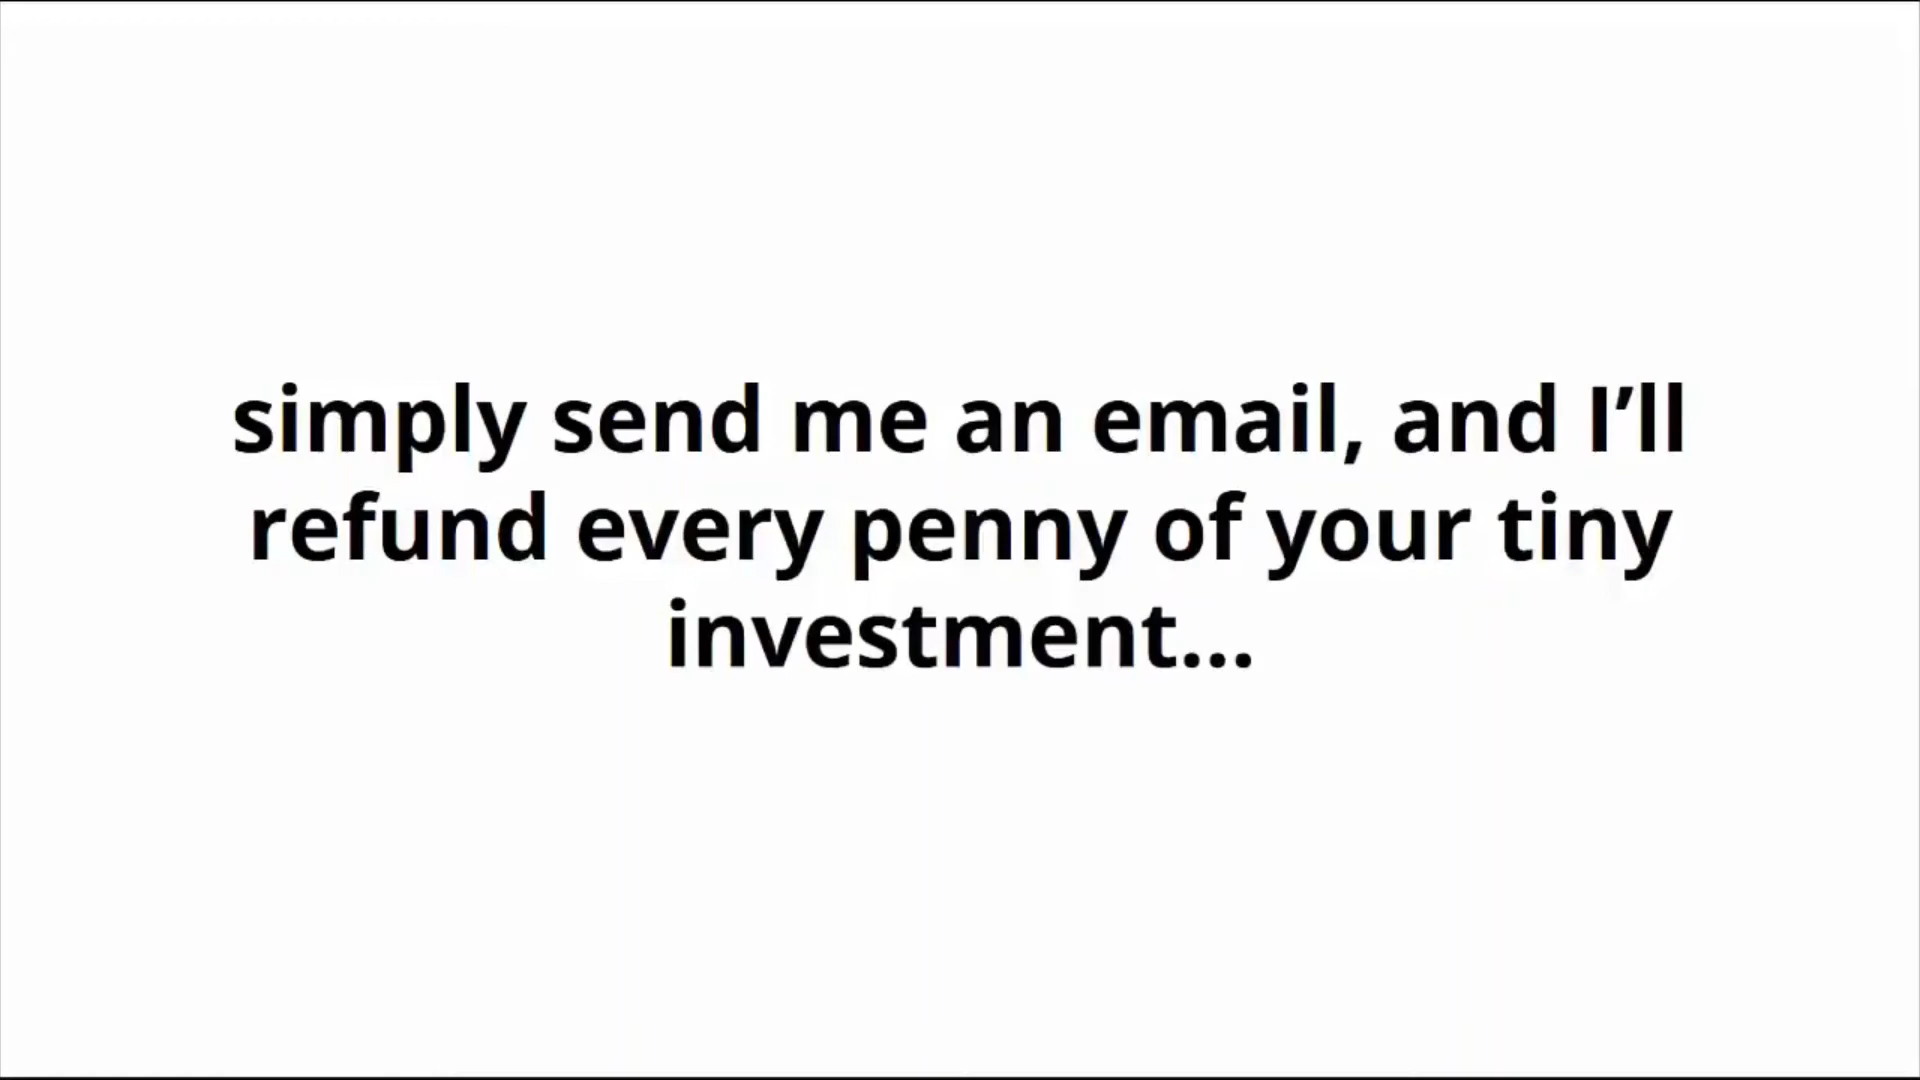 simply send me an email, and I’ll
refund every penny of your tiny
investment...